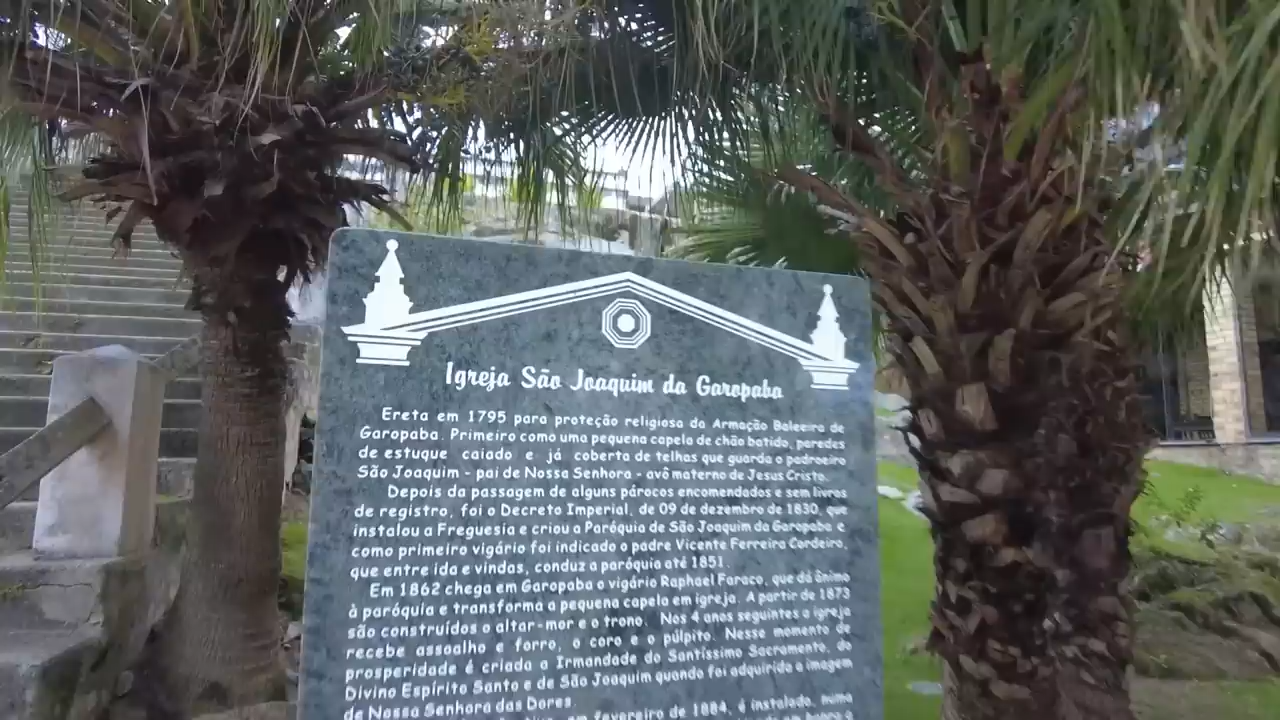 Igreja São Joaquim da Garopaba
Ereta em 1795 para proteção religiosa da Armação Baleeira de
Garopaba. Primeiro como uma pequena capela de chão batido, paredes
de estuque caiado e já coberta de telhas que guarda o padroeiro
São Joaquim - pai de Nossa Senhora - avô materno de Jesus Cristo.
Depois da passagem de alguns párocos encomendados e sem livros
de registro, foi o Decreto Imperial, de 09 de dezembro de 1830, que
instalou a Freguesia e criou a Paróquia de São Joaquim da Garopaba e
como primeiro vigário foi indicado o padre Vicente Ferreira Cordeiro,
que entre ida e vindas, conduz a paróquia até 1851.
Em 1862 chega em Garopaba o vigário Raphael Faraco, que dá ânimo
à paróquia e transforma a pequena capela em igreja. A partir de 1873
são construídos o altar-mor e o trono. Nos 4 anos seguintes a igreja
recebe assoalho e forro, o coro e o púlpito. Nesse momento de
prosperidade é criada a Irmandade do Santíssimo Sacramento, do
Divino Espírito Santo e de São Joaquim quando foi adquirido a imagem
de Nossa Senhora das Dores.
em fevereiro de 1884, é instalado, numa